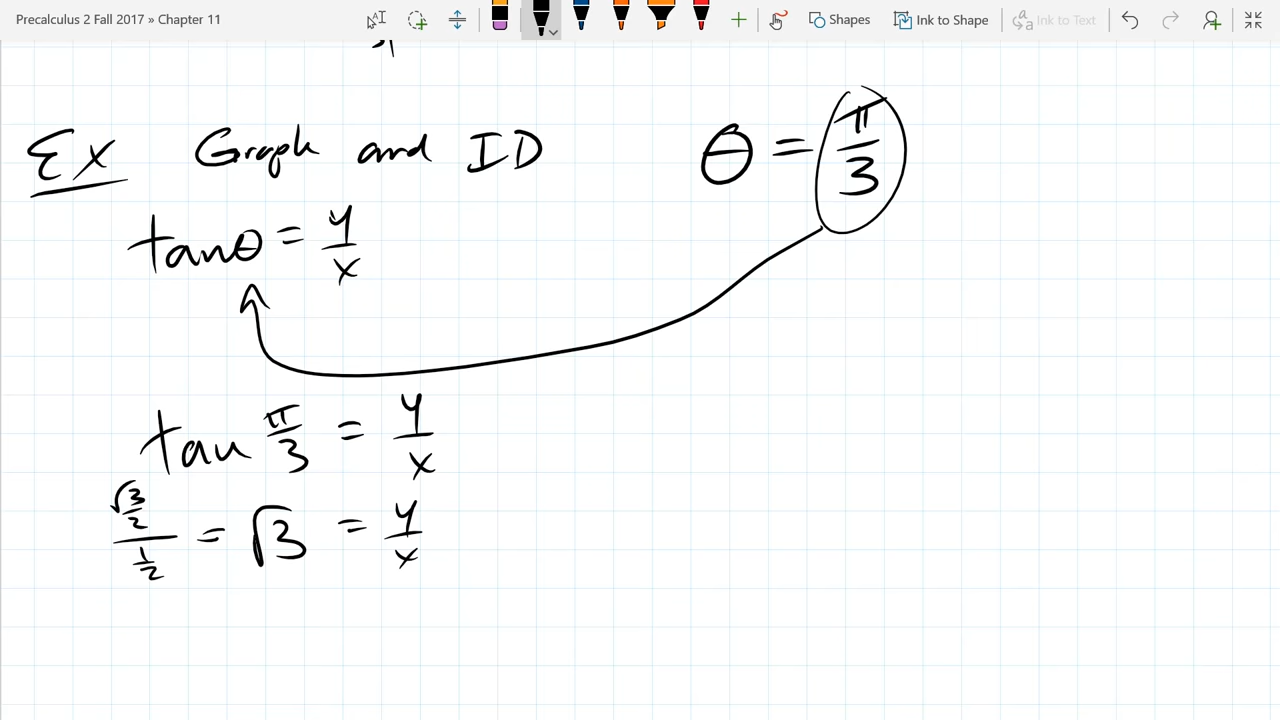 Precalculus 2 Fall 2017 » Chapter 11
Shapes
Ink to Shape
Ink to Text
Ex Graph and ID θ = π/3
tanθ = y/x
tan π/3 = y/x
(√3/2)/(1/2) = √3 = y/x